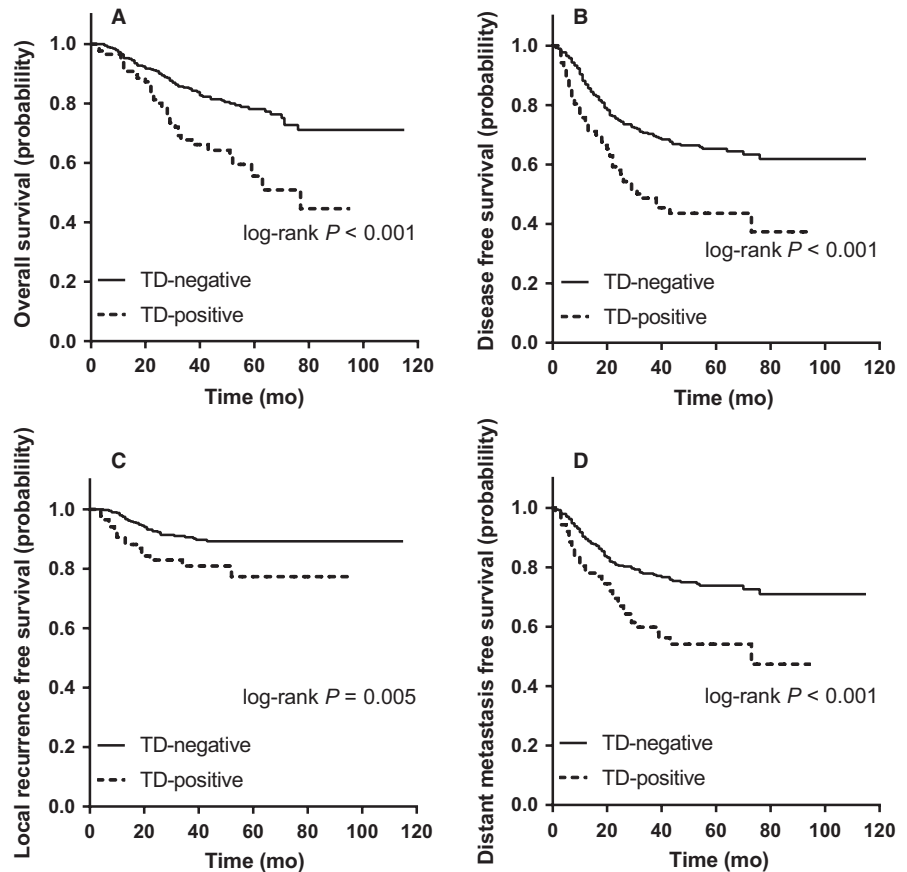 A
Overall survival (probablility)
1.0
0.8
0.6
0.4
0.2
0.0
log-rank P < 0.001
TD-negative
TD-positive
0 20 40 60 80 100 120
Time (mo)
B
Disease free survival (probablility)
1.0
0.8
0.6
0.4
0.2
0.0
log-rank P < 0.001
TD-negative
TD-positive
0 20 40 60 80 100 120
Time (mo)
C
Local recurrence free survival (probablility)
1.0
0.8
0.6
0.4
0.2
0.0
log-rank P = 0.005
TD-negative
TD-positive
0 20 40 60 80 100 120
Time (mo)
D
Distant metastasis free survival (probablility)
1.0
0.8
0.6
0.4
0.2
0.0
log-rank P < 0.001
TD-negative
TD-positive
0 20 40 60 80 100 120
Time (mo)